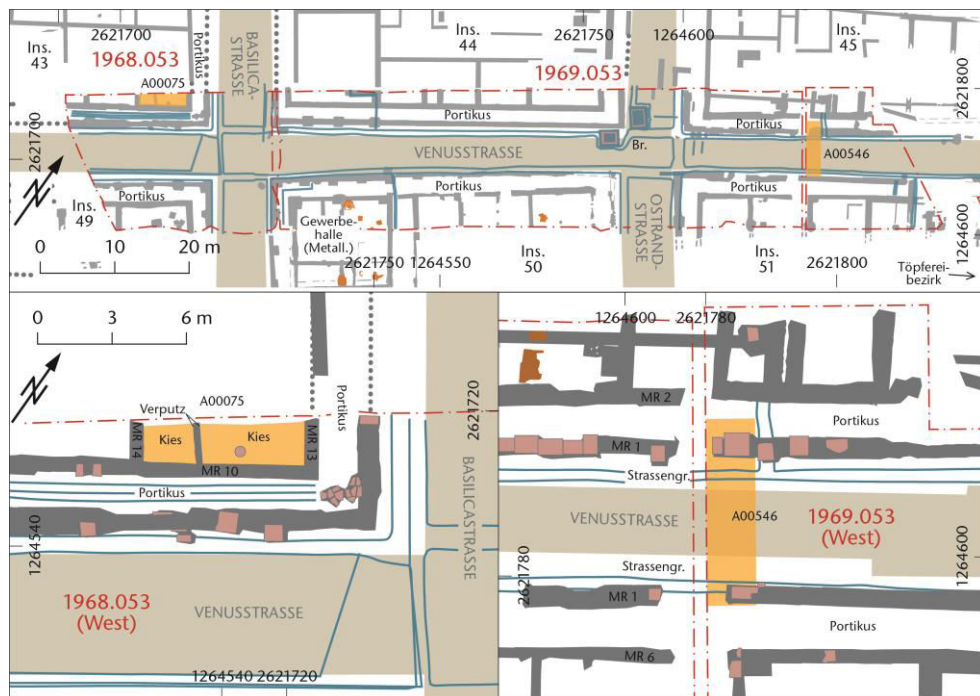 Ins.
43
2621700
1968.053
A00075
Portikus
BASILICA-
STRASSE
Ins.
44
2621750
1969.053
1264600
Ins.
45
2621800
2621700
Portikus
Portikus
Br.
VENUSSTRASSE
A00546
Portikus
Ins.
49
Portikus
Gewerbe-
halle
(Metall.)
Ins.
50
OSTRAND-
STRASSE
Ins.
51
2621750 1264550
2621800
1264600
Töpferei-
bezirk
0 10 20 m
0 3 6 m
A00075
Verputz
Kies
Kies
MR 14
MR 13
MR 10
Portikus
Portikus
2621720
BASILICASTRASSE
1264540
1968.053
(West)
VENUSSTRASSE
1264540 2621720
1264600 2621780
MR 2
Portikus
MR 1
Strassengr.
A00546
VENUSSTRASSE
1969.053
(West)
1264600
2621780
Strassengr.
MR 1
Portikus
MR 6